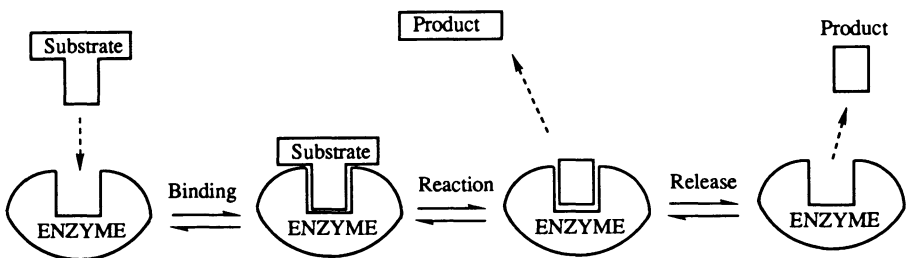 Substrate
Product
Product
Substrate
Binding
Reaction
Release
ENZYME
ENZYME
ENZYME
ENZYME